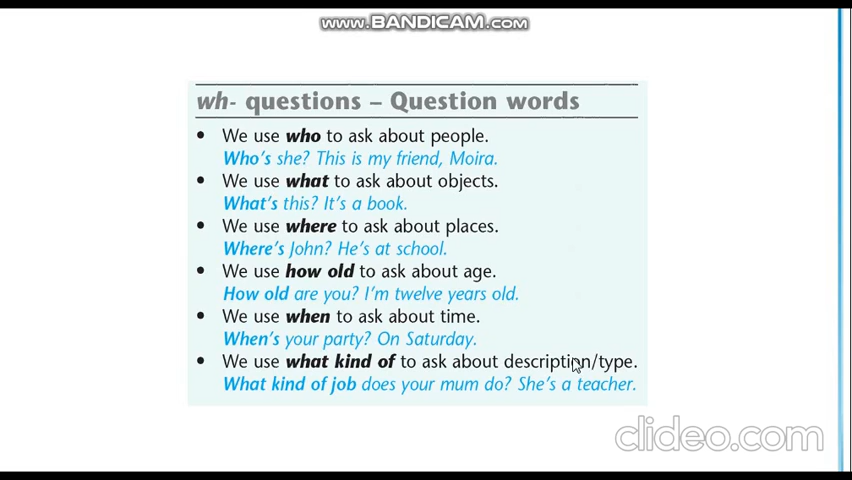 www.BANDICAM.com
wh- questions – Question words
• We use who to ask about people.
Who's she? This is my friend, Moira.
• We use what to ask about objects.
What's this? It's a book.
• We use where to ask about places.
Where's John? He's at school.
• We use how old to ask about age.
How old are you? I'm twelve years old.
• We use when to ask about time.
When's your party? On Saturday.
• We use what kind of to ask about description/type.
What kind of job does your mum do? She's a teacher.
clideo.com